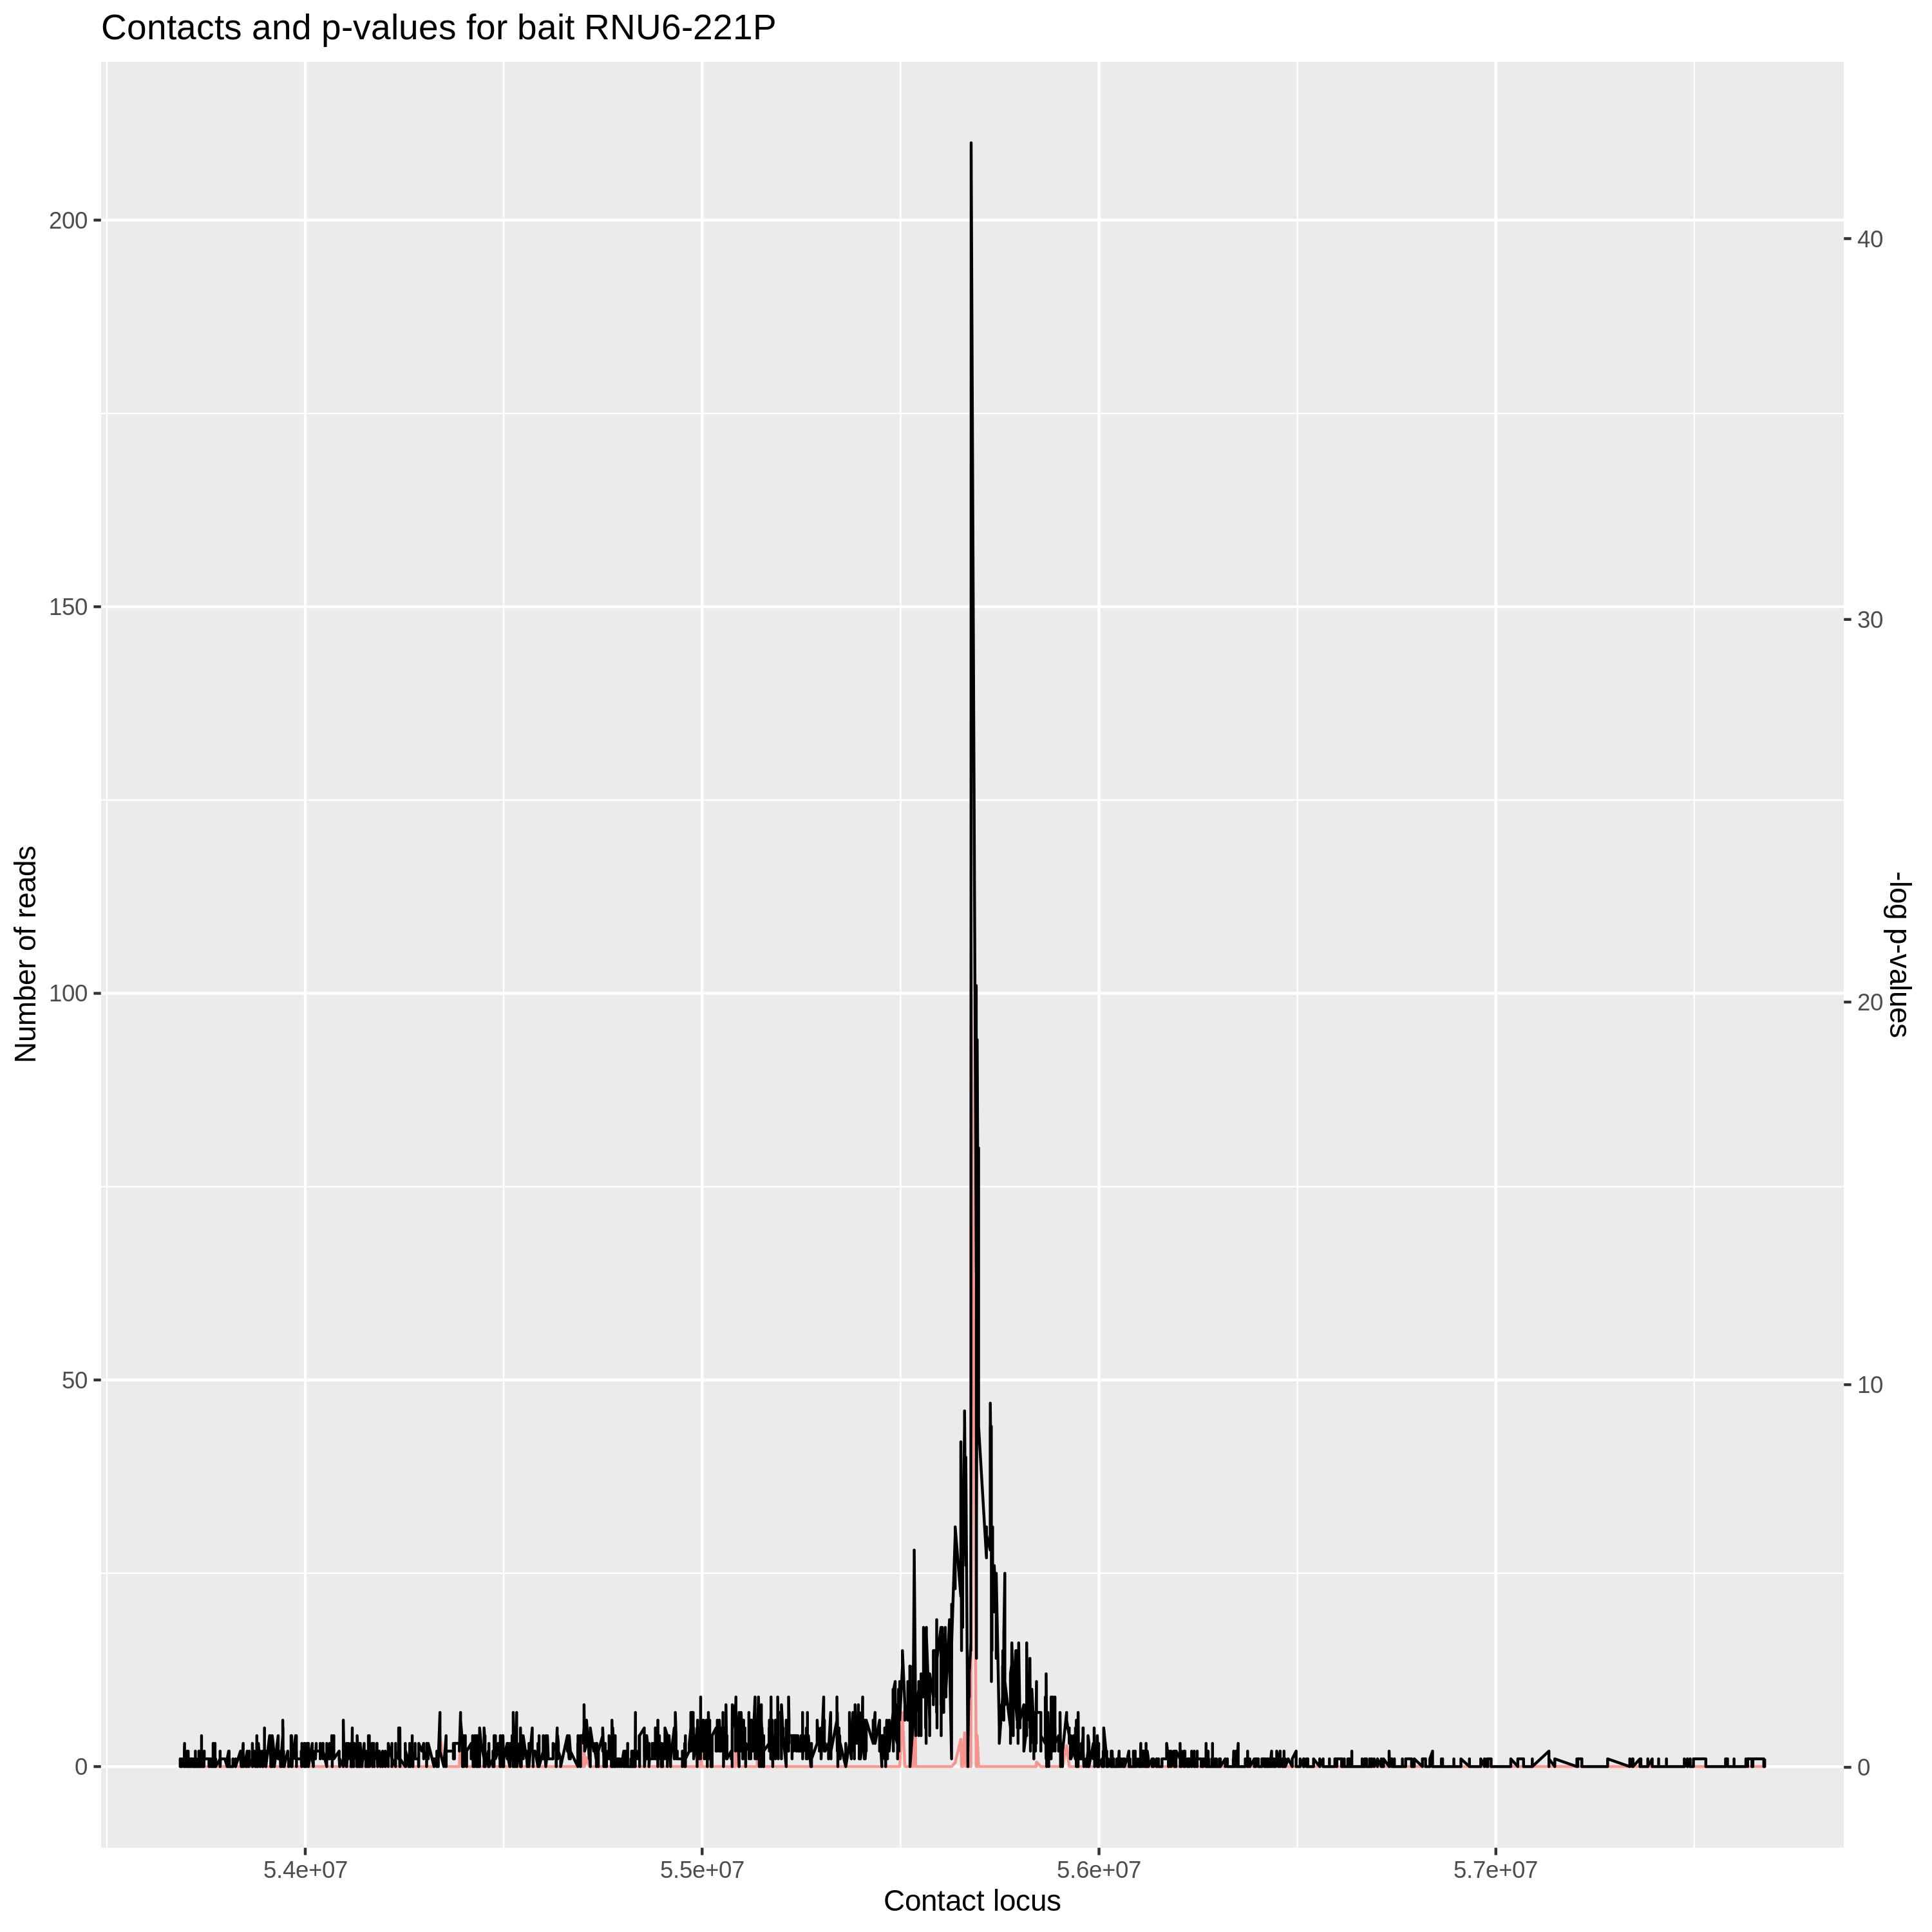 Contacts and p-values for bait RNU6-221P
200
150
100
50
0
Number of reads
40
30
20
10
0
-log p-values
5.4e+07
5.5e+07
5.6e+07
5.7e+07
Contact locus